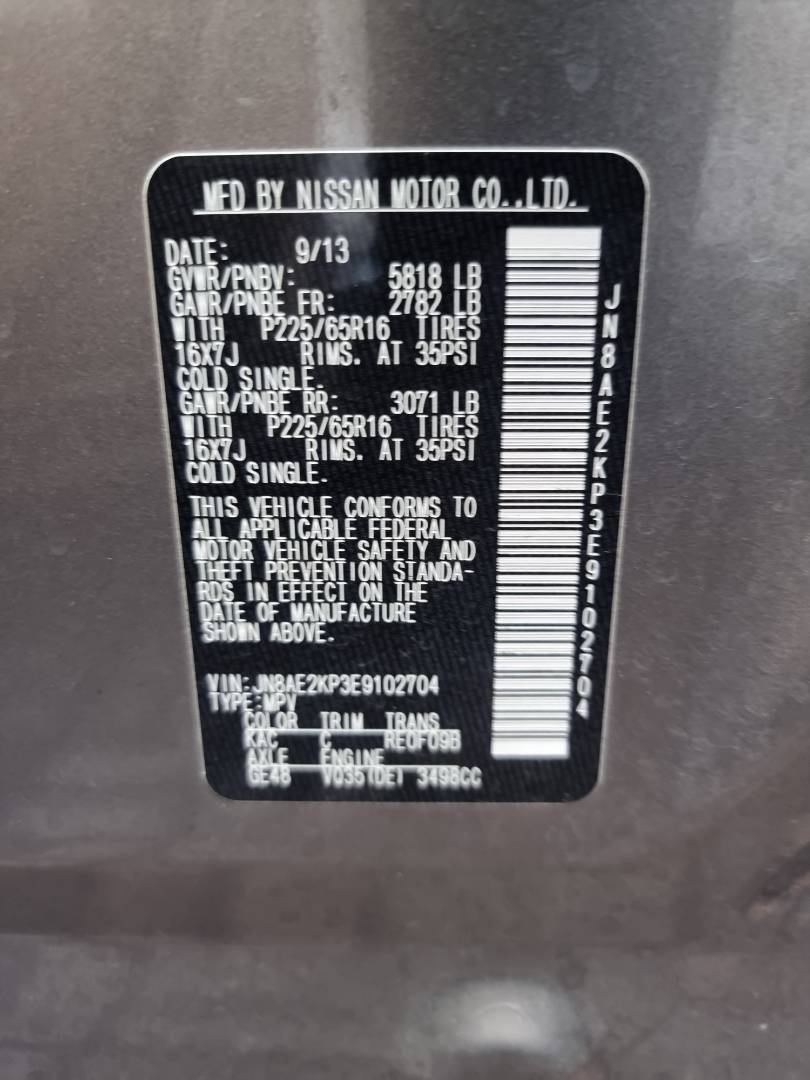 MFD BY NISSAN MOTOR CO.,LTD.
DATE: 9/13
GVWR/PNBV: 5818 LB
GAWR/PNBE FR: 2782 LB
WITH P225/65R16 TIRES
16X7J RIMS. AT 35PSI
COLD SINGLE.
GAWR/PNBE RR: 3071 LB
WITH P225/65R16 TIRES
16X7J RIMS. AT 35PSI
COLD SINGLE.
THIS VEHICLE CONFORMS TO
ALL APPLICABLE FEDERAL
MOTOR VEHICLE SAFETY AND
THEFT PREVENTION STANDA-
RDS IN EFFECT ON THE
DATE OF MANUFACTURE
SHOWN ABOVE.
VIN:JN8AE2KP3E9102704
TYPE:MPV
COLOR TRIM TRANS
KAC C RE0F09B
AXLE ENGINE
GE48 VQ35(DE) 3498CC
JN8AE2KP3E9102704